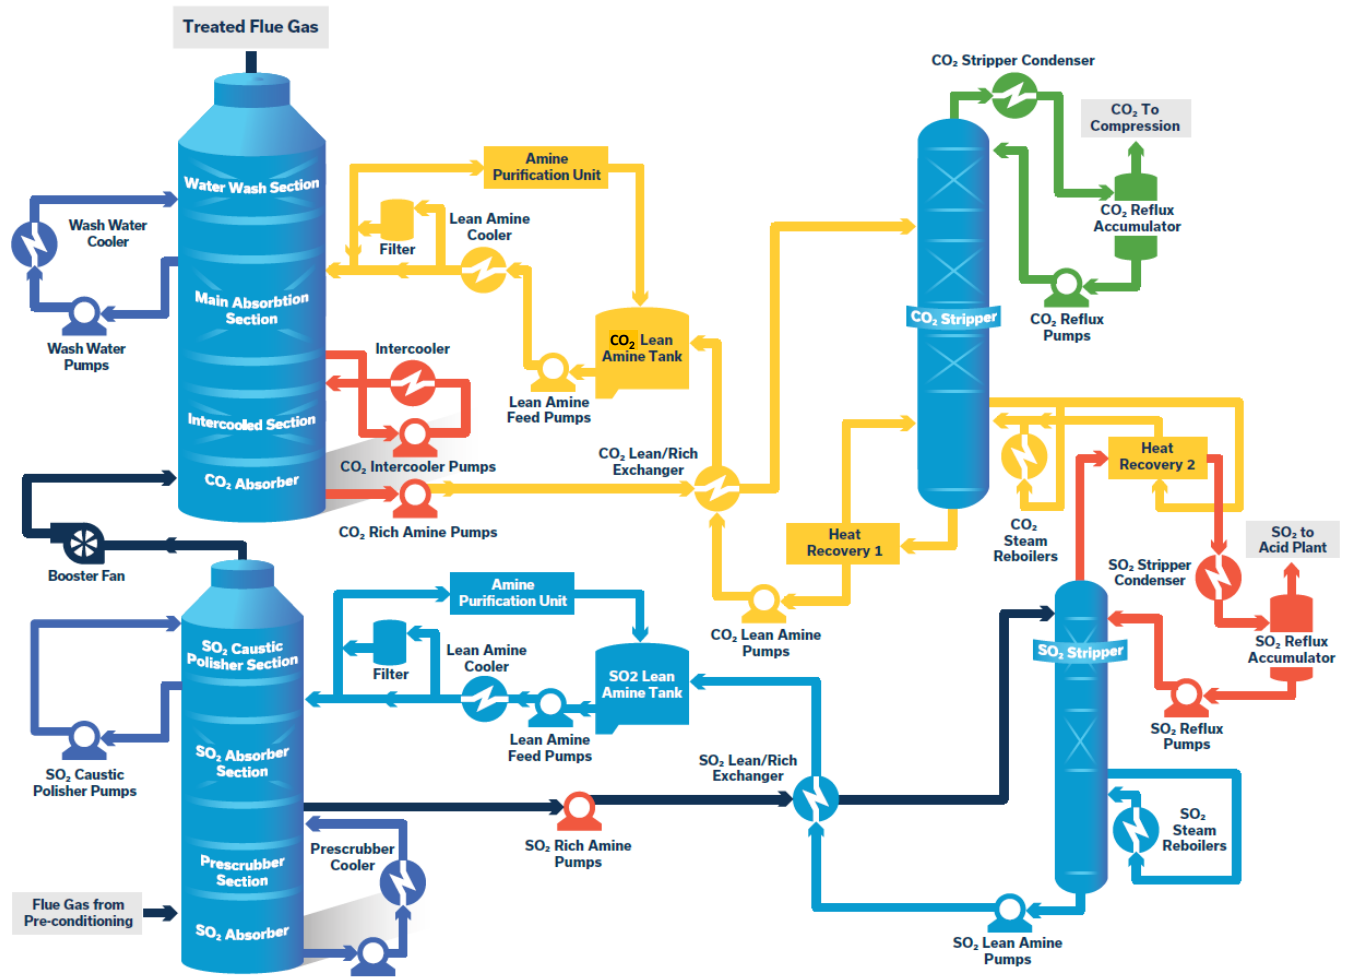 Treated Flue Gas
Water Wash Section
Wash Water
Cooler
Main Absorbtion
Section
Wash Water
Pumps
Intercooled Section
CO₂ Absorber
Booster Fan
Amine
Purification Unit
Filter
Lean Amine
Cooler
CO₂ Lean
Amine Tank
Lean Amine
Feed Pumps
Intercooler
CO₂ Intercooler Pumps
CO₂ Rich Amine Pumps
CO₂ Lean/Rich
Exchanger
Heat
Recovery 1
CO₂ Lean Amine
Pumps
CO₂ Stripper Condenser
CO₂ To
Compression
CO₂ Reflux
Accumulator
CO₂ Reflux
Pumps
CO₂ Stripper
CO₂
Steam
Reboilers
Heat
Recovery 2
SO₂ to
Acid Plant
SO₂ Stripper
Condenser
SO₂ Reflux
Accumulator
SO₂ Reflux
Pumps
SO₂ Stripper
SO₂
Steam
Reboilers
SO₂ Lean Amine
Pumps
SO₂ Lean/Rich
Exchanger
SO₂ Rich Amine
Pumps
Amine
Purification Unit
Filter
Lean Amine
Cooler
SO2 Lean
Amine Tank
Lean Amine
Feed Pumps
SO₂ Caustic
Polisher Section
SO₂ Absorber
Section
SO₂ Caustic
Polisher Pumps
Prescrubber
Cooler
Prescrubber
Section
SO₂ Absorber
Flue Gas from
Pre-conditioning